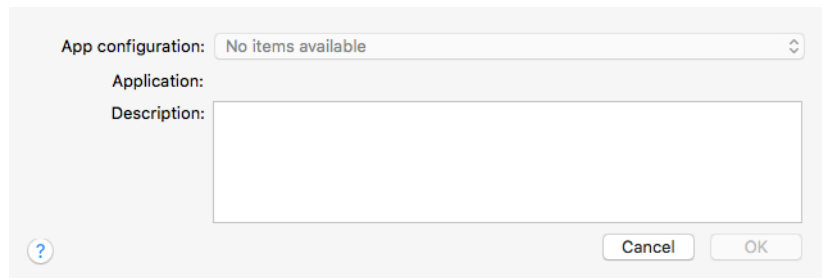 App configuration: No items available
Application:
Description:
? Cancel OK